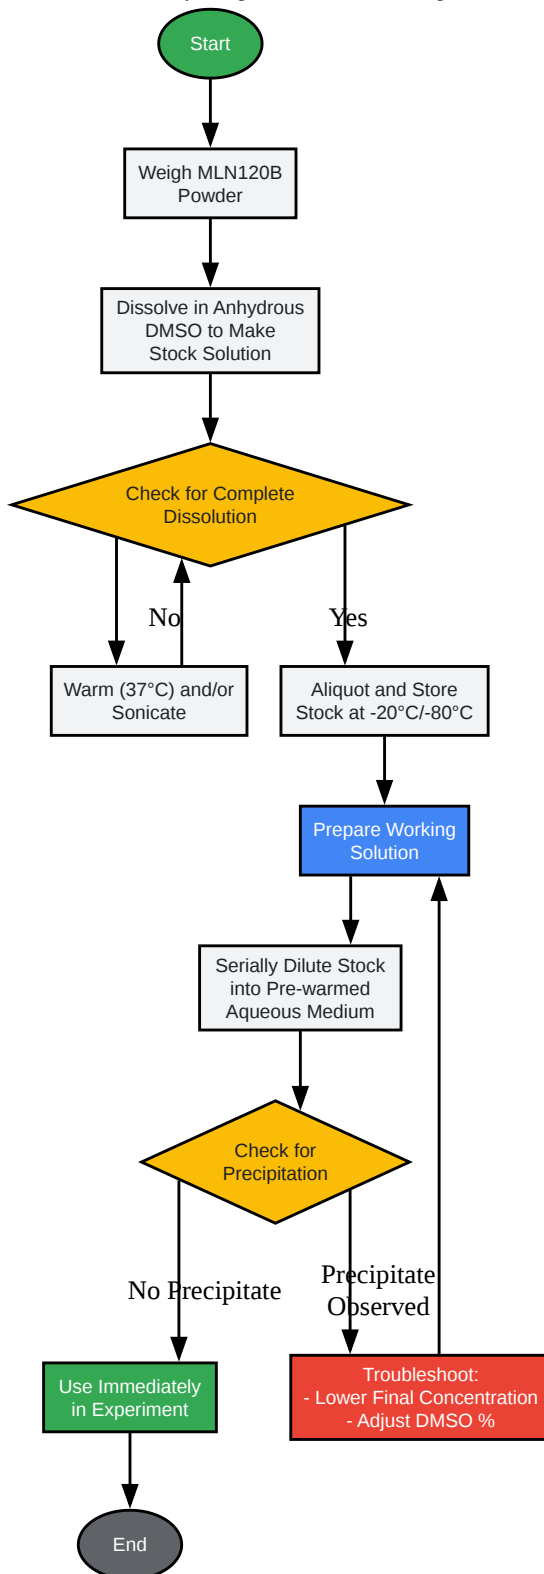 Start
Weigh MLN120B
Powder
Dissolve in Anhydrous
DMSO to Make
Stock Solution
Check for Complete
Dissolution
No
Yes
Warm (37°C) and/or
Sonicate
Aliquot and Store
Stock at -20°C/-80°C
Prepare Working
Solution
Serially Dilute Stock
into Pre-warmed
Aqueous Medium
Check for
Precipitation
No Precipitate
Precipitate
Observed
Use Immediately
in Experiment
Troubleshoot:
- Lower Final Concentration
- Adjust DMSO %
End